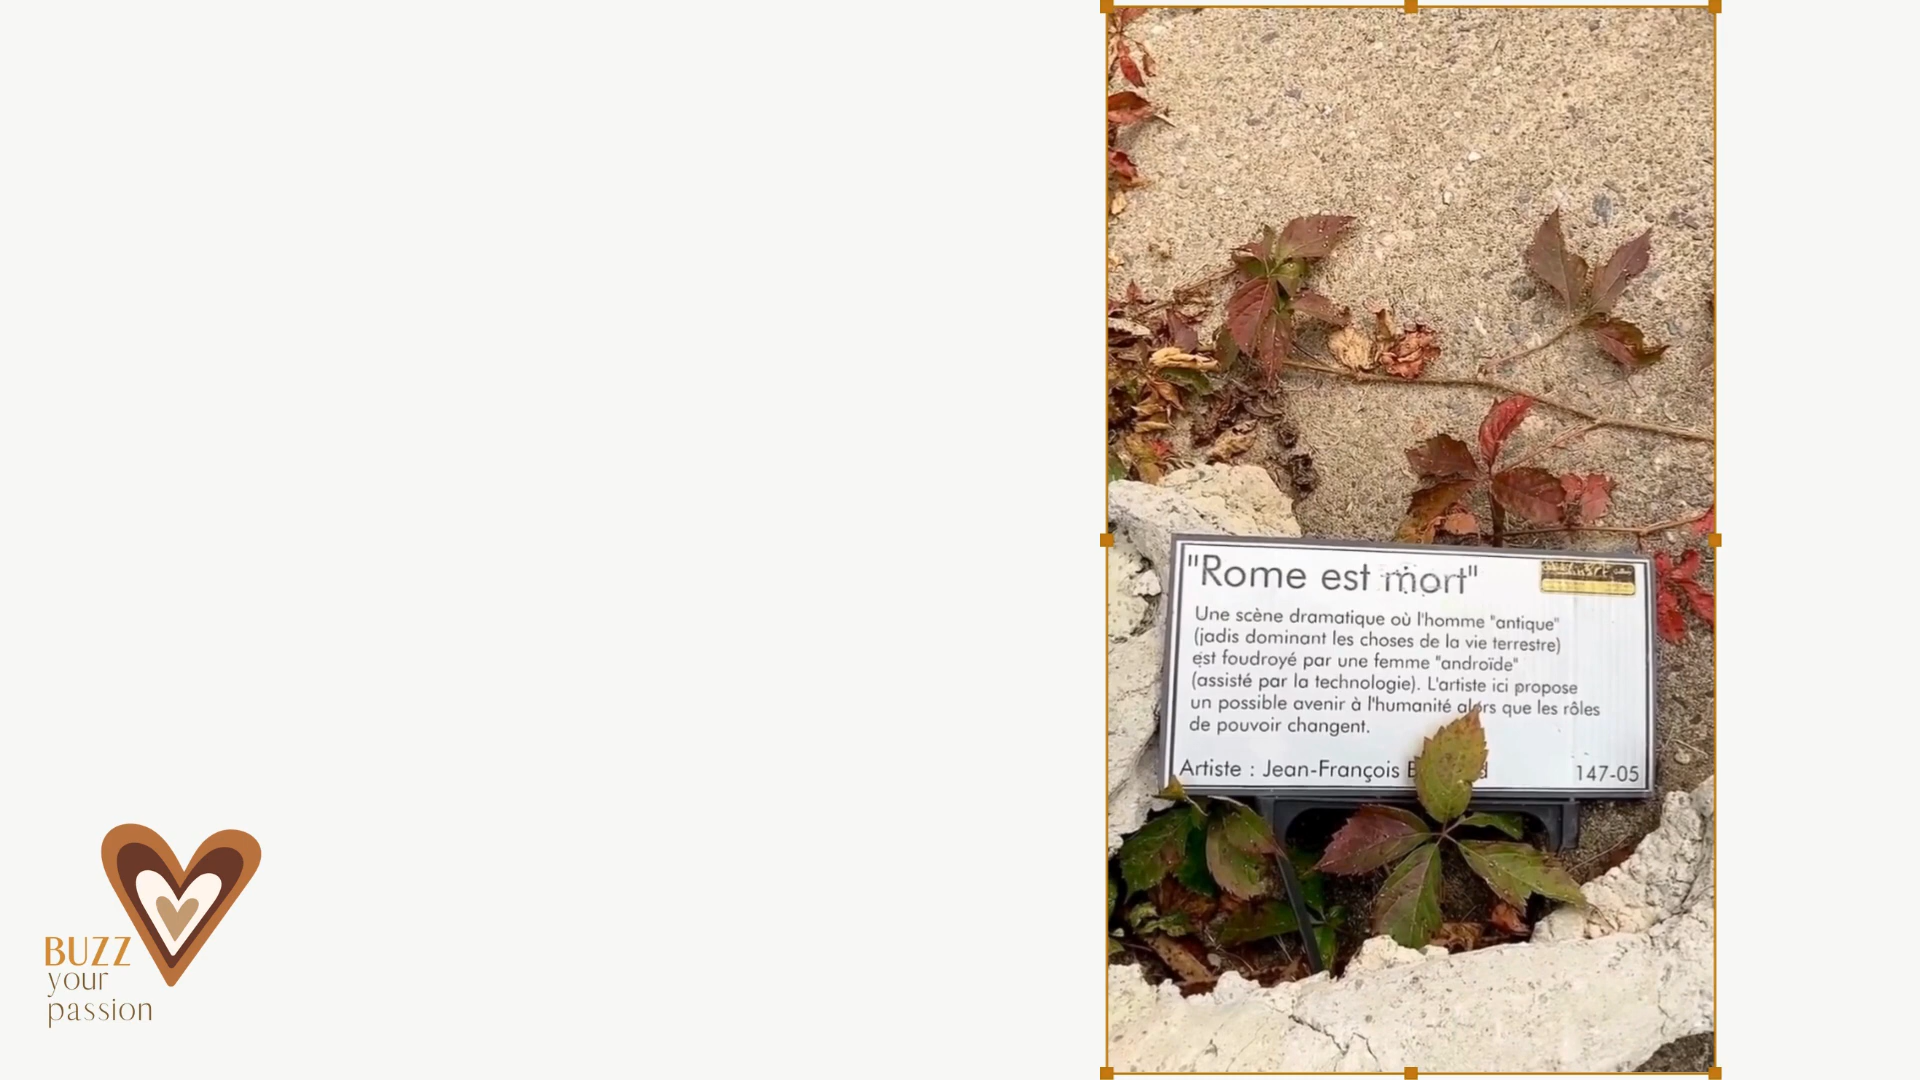 "Rome est mort"
Une scène dramatique où l'homme "antique"
(jadis dominant les choses de la vie terrestre)
est foudroyé par une femme "androïde"
(assisté par la technologie). L'artiste ici propose
un possible avenir à l'humanité alors que les rôles
de pouvoir changent.
Artiste : Jean-François
147-05
BUZZ
your
passion